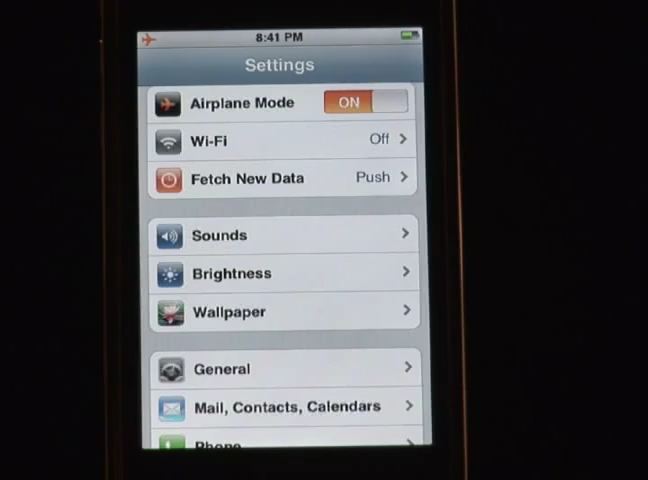 8:41 PM
Settings
Airplane Mode ON
Wi-Fi Off
Fetch New Data Push
Sounds
Brightness
Wallpaper
General
Mail, Contacts, Calendars
Phone